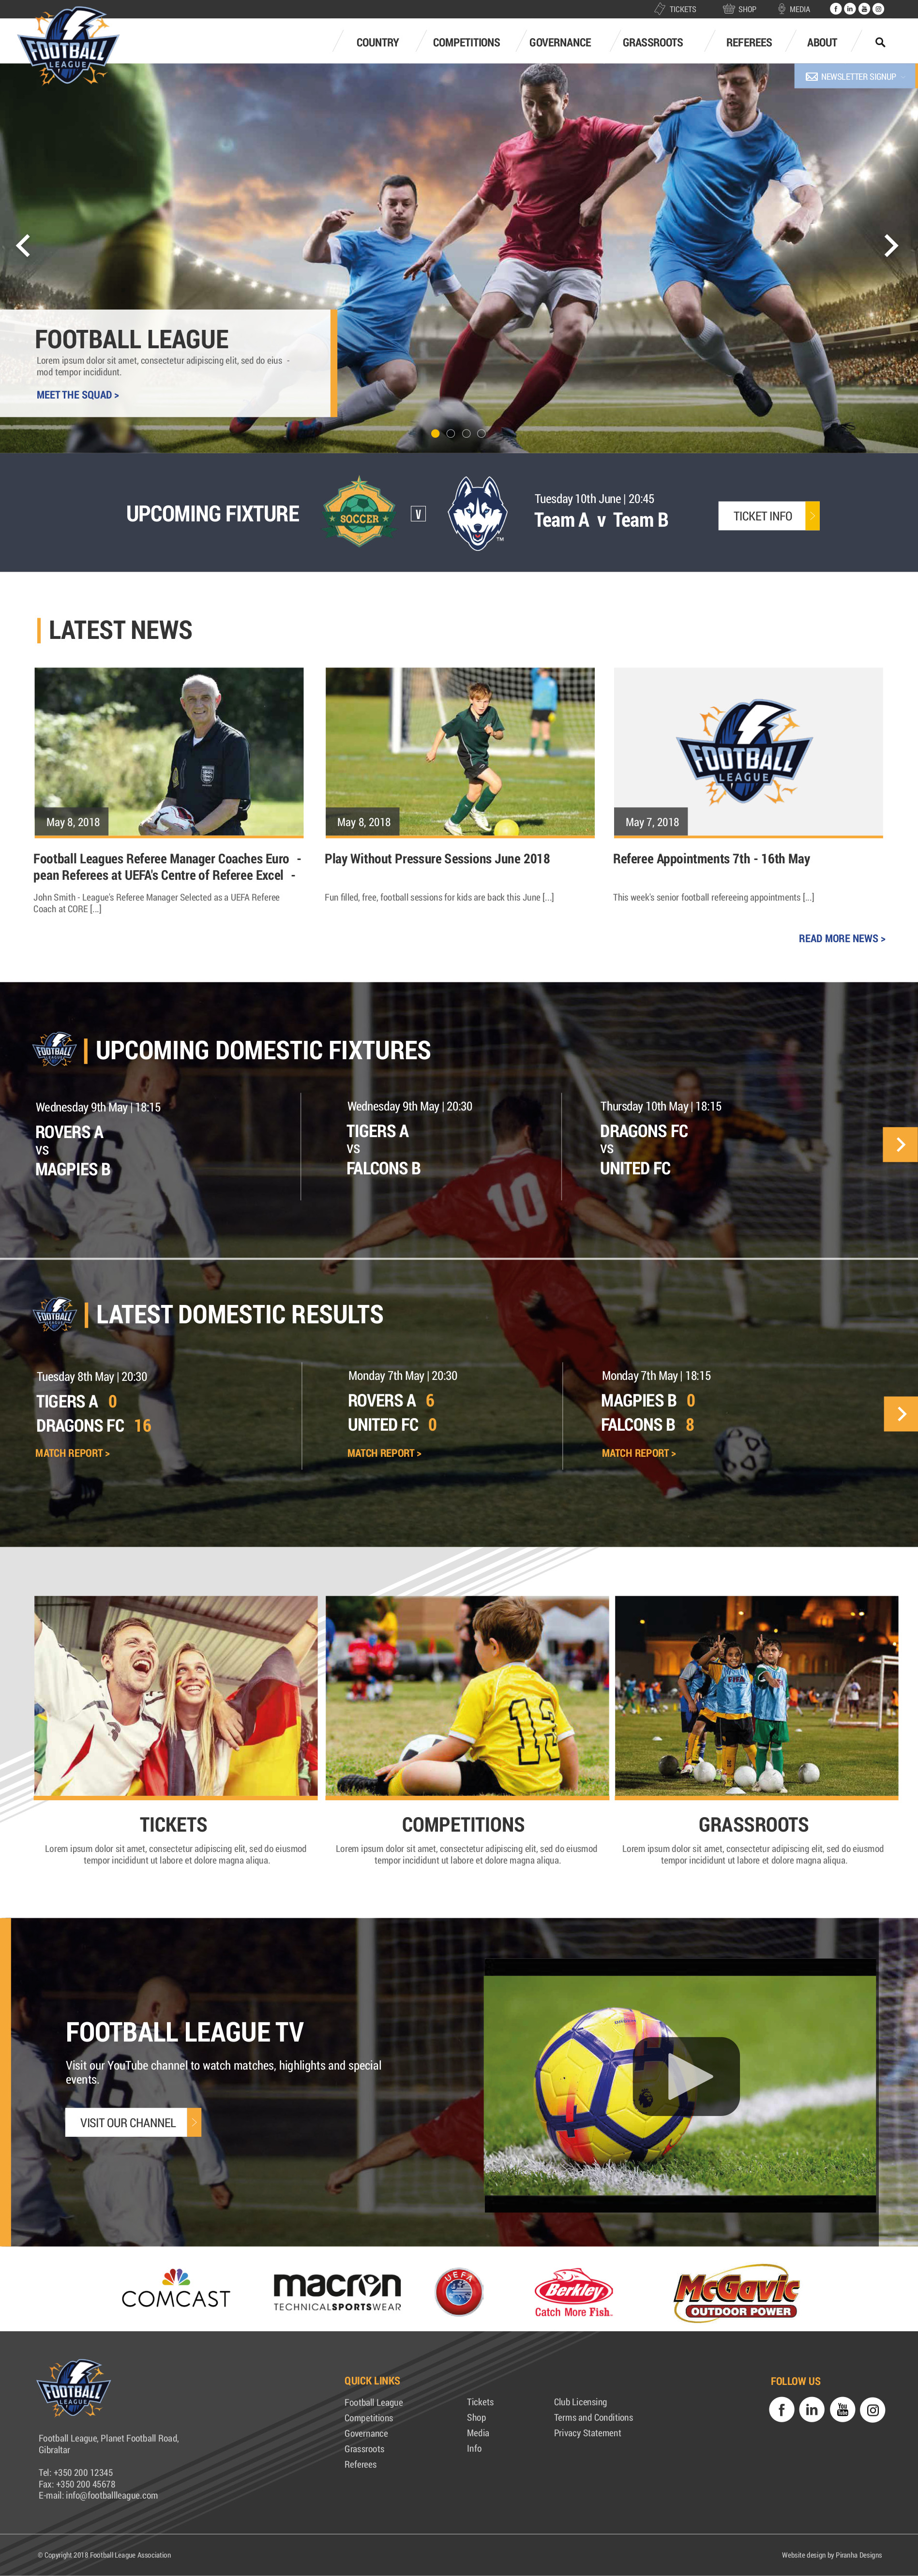 TICKETS
SHOP
MEDIA
FOOTBALL
LEAGUE
COUNTRY
COMPETITIONS
GOVERNANCE
GRASSROOTS
REFEREES
ABOUT
NEWSLETTER SIGNUP
FOOTBALL LEAGUE
Lorem ipsum dolor sit amet, consectetur adipiscing elit, sed do eius -
mod tempor incididunt.
MEET THE SQUAD >
UPCOMING FIXTURE
SOCCER
V
TM
Tuesday 10th June | 20:45
Team A v Team B
TICKET INFO
LATEST NEWS
FOOTBALL
LEAGUE
May 8, 2018
May 8, 2018
May 7, 2018
Football Leagues Referee Manager Coaches Euro -
pean Referees at UEFA's Centre of Referee Excel -
John Smith - League's Referee Manager Selected as a UEFA Referee
Coach at CORE [...]
Play Without Pressure Sessions June 2018
Fun filled, free, football sessions for kids are back this June [...]
Referee Appointments 7th - 16th May
This week's senior football refereeing appointments [...]
READ MORE NEWS >
FOOTBALL
LEAGUE
UPCOMING DOMESTIC FIXTURES
Wednesday 9th May | 18:15
ROVERS A
VS
MAGPIES B
Wednesday 9th May | 20:30
TIGERS A
VS
FALCONS B
Thursday 10th May | 18:15
DRAGONS FC
VS
UNITED FC
16
10
FOOTBALL
LEAGUE
LATEST DOMESTIC RESULTS
Tuesday 8th May | 20:30
TIGERS A 0
DRAGONS FC 16
MATCH REPORT >
Monday 7th May | 20:30
ROVERS A 6
UNITED FC 0
MATCH REPORT >
Monday 7th May | 18:15
MAGPIES B 0
FALCONS B 8
MATCH REPORT >
12
TICKETS
Lorem ipsum dolor sit amet, consectetur adipiscing elit, sed do eiusmod
tempor incididunt ut labore et dolore magna aliqua.
COMPETITIONS
Lorem ipsum dolor sit amet, consectetur adipiscing elit, sed do eiusmod
tempor incididunt ut labore et dolore magna aliqua.
GRASSROOTS
Lorem ipsum dolor sit amet, consectetur adipiscing elit, sed do eiusmod
tempor incididunt ut labore et dolore magna aliqua.
FOOTBALL LEAGUE TV
Visit our YouTube channel to watch matches, highlights and special
events.
VISIT OUR CHANNEL
16
COMCAST
macron
TECHNICAL SPORTSWEAR
UEFA
Berkley
Catch More Fish.
McGavic
OUTDOOR POWER
FOOTBALL
LEAGUE
Football League, Planet Football Road,
Gibraltar
Tel: +350 200 12345
Fax: +350 200 45678
E-mail: info@footballleague.com
QUICK LINKS
Football League
Competitions
Governance
Grassroots
Referees
Tickets
Shop
Media
Info
Club Licensing
Terms and Conditions
Privacy Statement
FOLLOW US
f
in
You Tube
© Copyright 2018 Football League Association
Website design by Piranha Designs